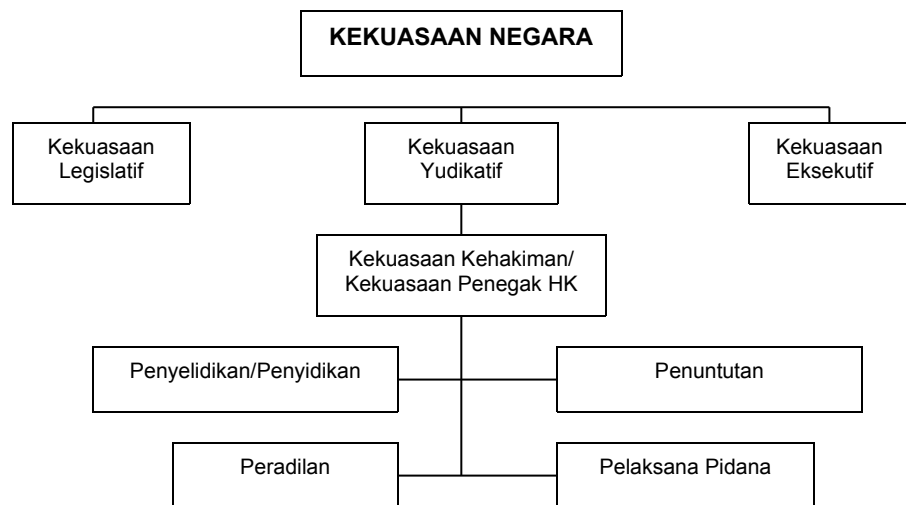 KEKUASAAN NEGARA
Kekuasaan
Legislatif
Kekuasaan
Yudikatif
Kekuasaan
Eksekutif
Kekuasaan Kehakiman/
Kekuasaan Penegak HK
Penyelidikan/Penyidikan
Penuntutan
Peradilan
Pelaksana Pidana